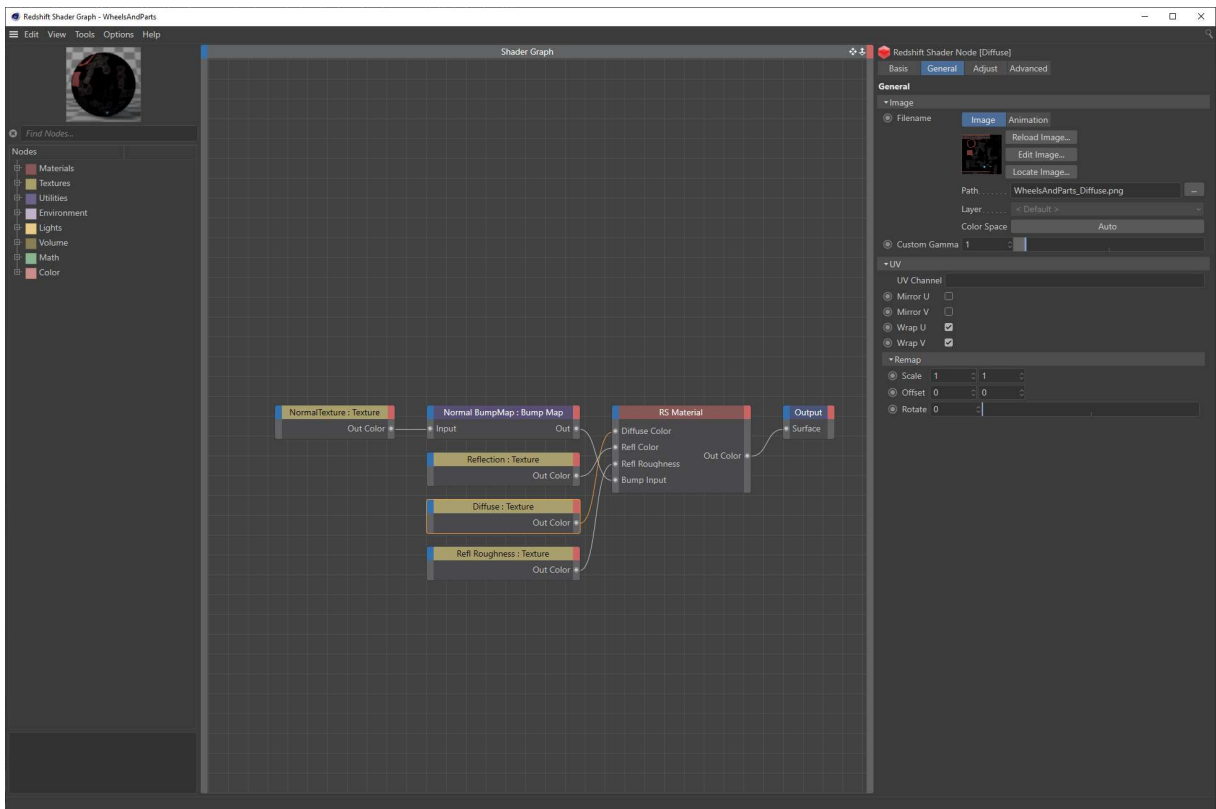 Redshift Shader Graph - WheelsAndParts
Edit View Tools Options Help
Find Nodes...
Nodes
Materials
Textures
Utilities
Environment
Lights
Volume
Math
Color
Shader Graph
NormalTexture : Texture
Out Color
Normal BumpMap : Bump Map
Input Out
Reflection : Texture
Out Color
Diffuse : Texture
Out Color
Refl Roughness : Texture
Out Color
RS Material
Diffuse Color
Refl Color
Out Color
Refl Roughness
Bump Input
Output
Surface
Redshift Shader Node [Diffuse]
Basis General Adjust Advanced
General
Image
Filename Image Animation
Reload Image...
Edit Image...
Locate Image...
Path...... WheelsAndParts_Diffuse.png ...
Layer..... < Default >
Color Space Auto
Custom Gamma 1
UV
UV Channel
Mirror U
Mirror V
Wrap U
Wrap V
Remap
Scale 1 1
Offset 0 0
Rotate 0